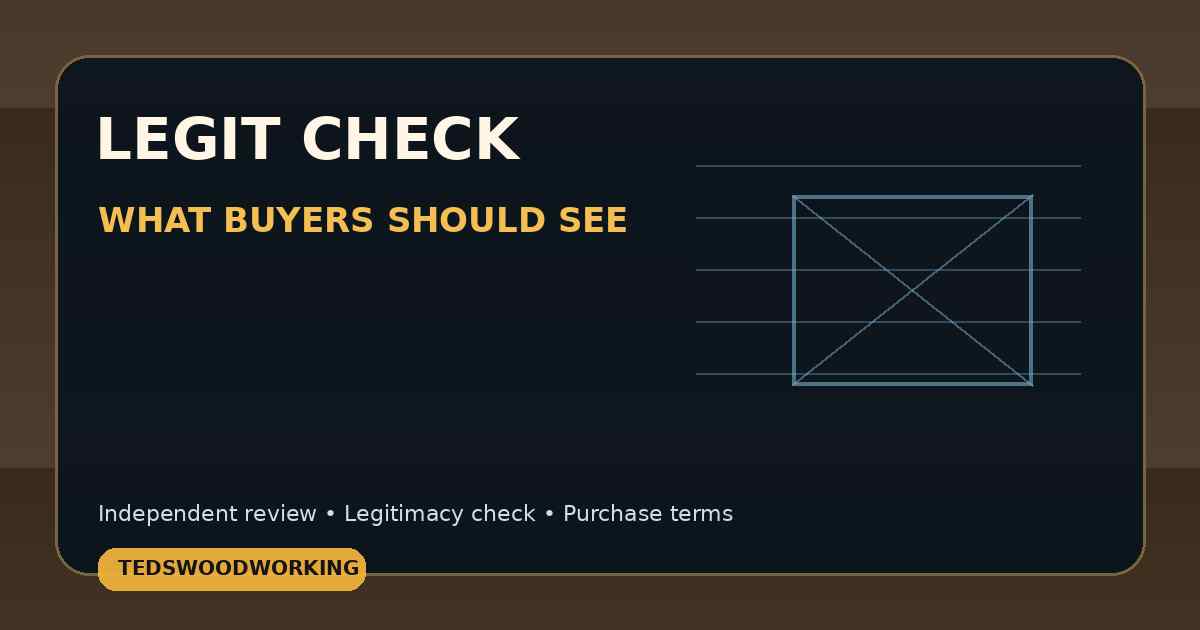 LEGIT CHECK
WHAT BUYERS SHOULD SEE
Independent review • Legitimacy check • Purchase terms
TEDSWOODWORKING